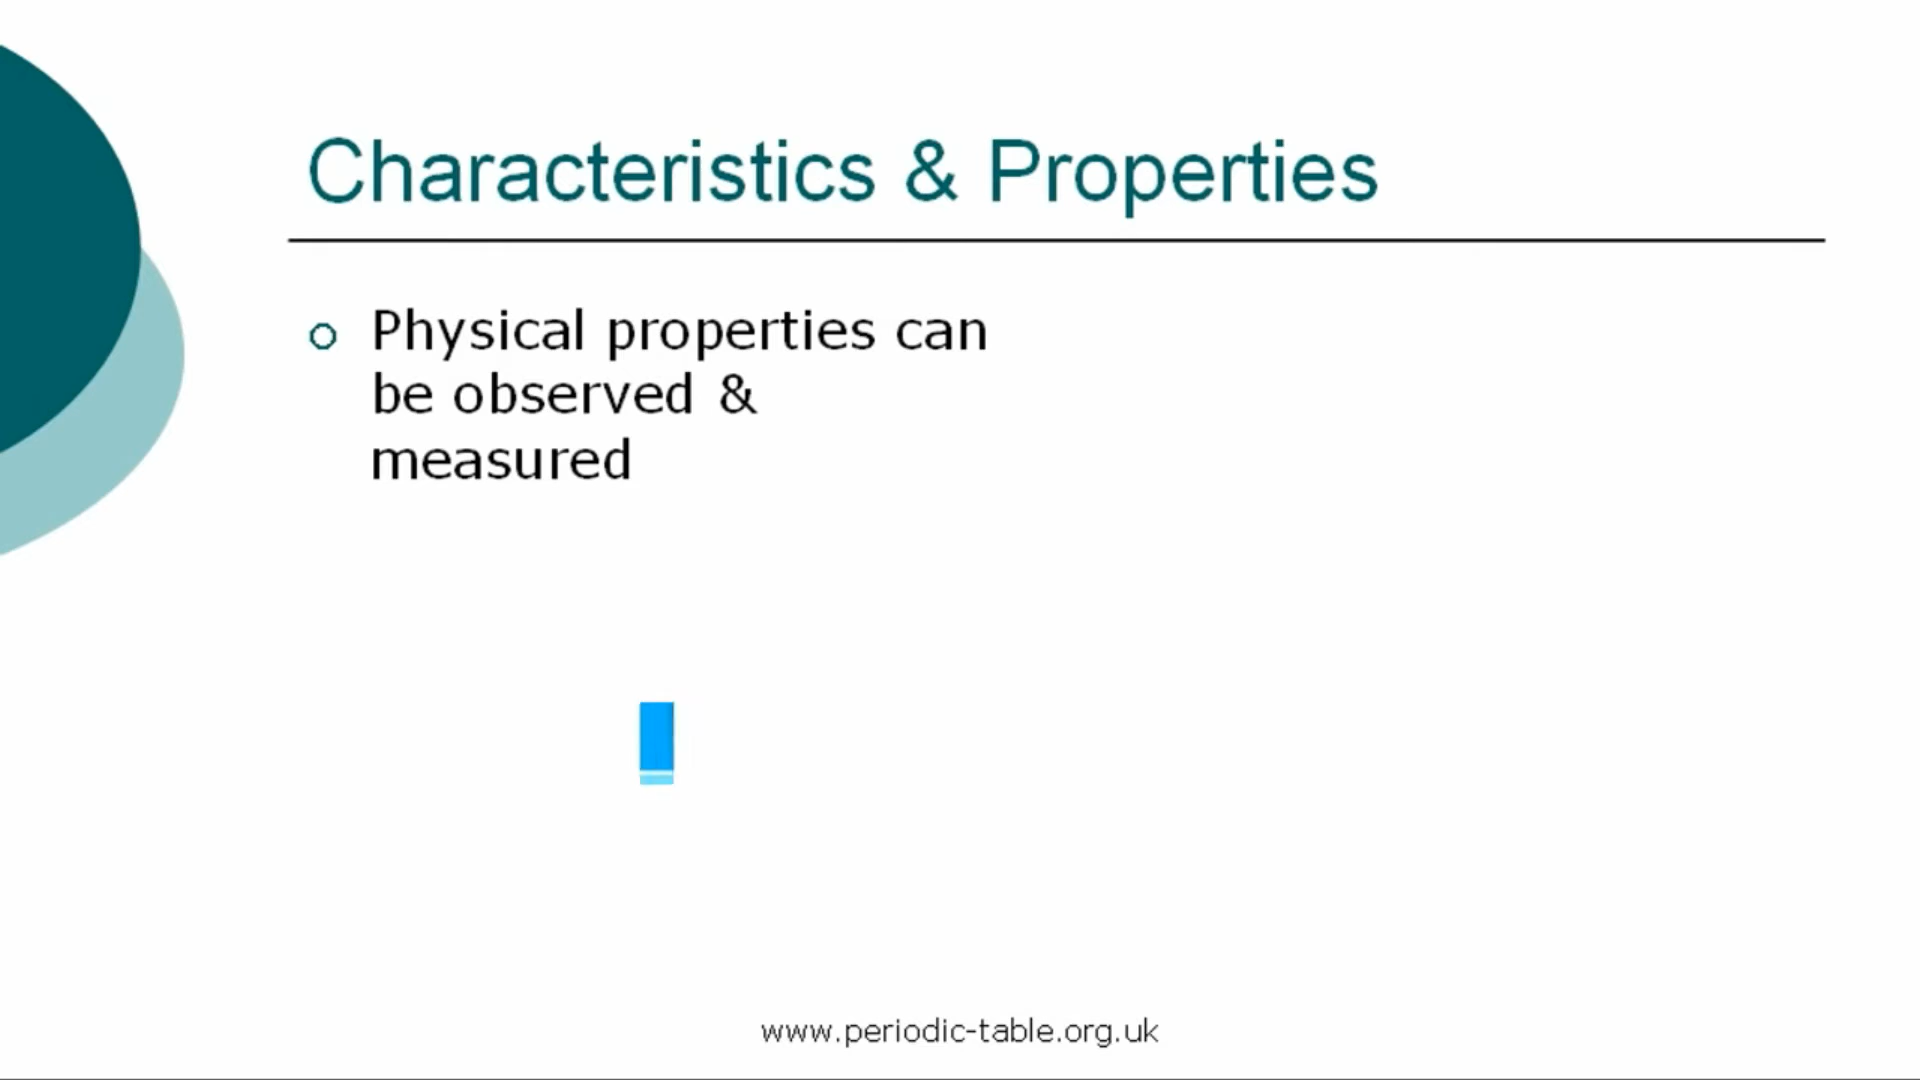 Characteristics & Properties
Physical properties can
be observed &
measured
www.periodic-table.org.uk